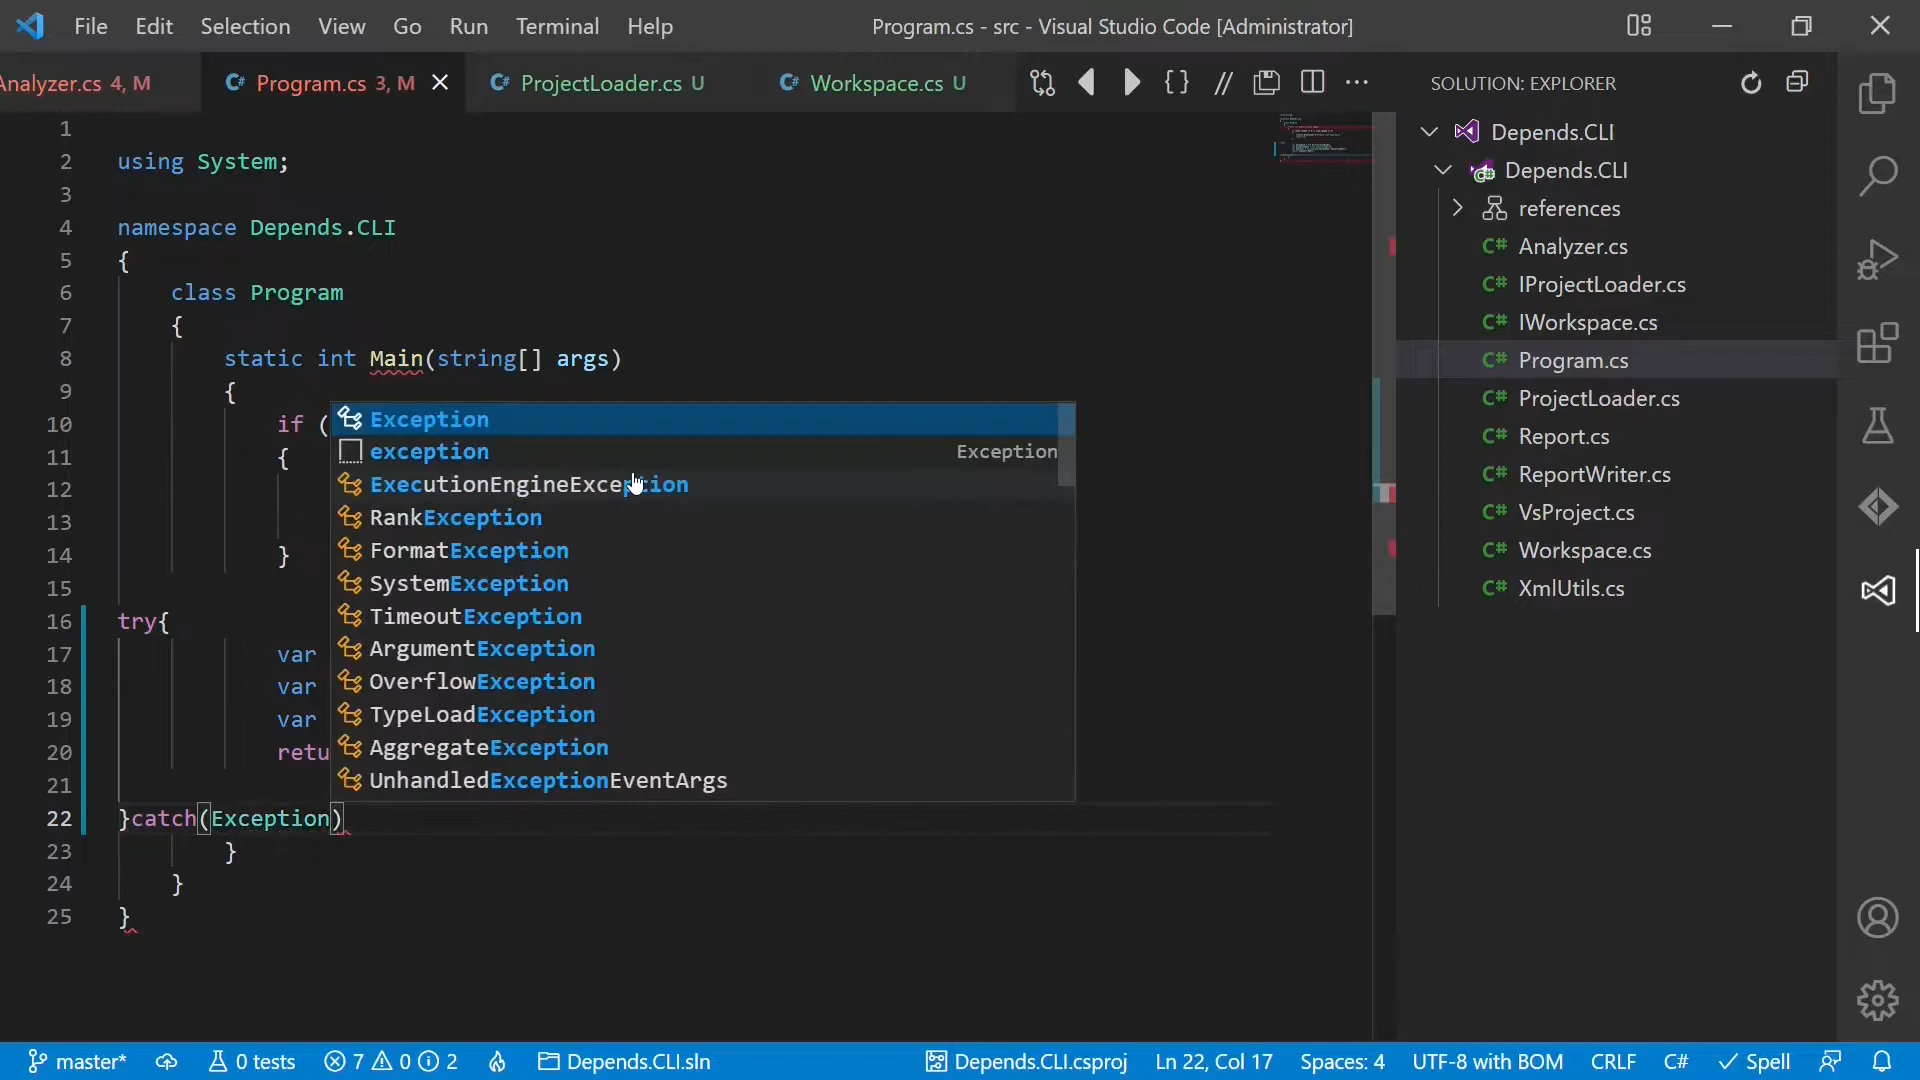 File Edit Selection View Go Run Terminal Help
Program.cs - src - Visual Studio Code [Administrator]
Analyzer.cs 4, M
C# Program.cs 3, M
C# ProjectLoader.cs U
C# Workspace.cs U
1
2 using System;
3
4 namespace Depends.CLI
5 {
6 class Program
7 {
8 static int Main(string[] args)
9 {
10 if (
11 {
12
13
14 }
15
16 try{
17 var
18 var
19 var
20 retu
21
22 }catch(Exception)
23 }
24 }
25 }
Exception
exception Exception
ExecutionEngineException
RankException
FormatException
SystemException
TimeoutException
ArgumentException
OverflowException
TypeLoadException
AggregateException
UnhandledExceptionEventArgs
SOLUTION: EXPLORER
Depends.CLI
Depends.CLI
references
C# Analyzer.cs
C# IProjectLoader.cs
C# IWorkspace.cs
C# Program.cs
C# ProjectLoader.cs
C# Report.cs
C# ReportWriter.cs
C# VsProject.cs
C# Workspace.cs
C# XmlUtils.cs
master* 0 tests 7 0 2 Depends.CLI.sln Depends.CLI.csproj Ln 22, Col 17 Spaces: 4 UTF-8 with BOM CRLF C# Spell